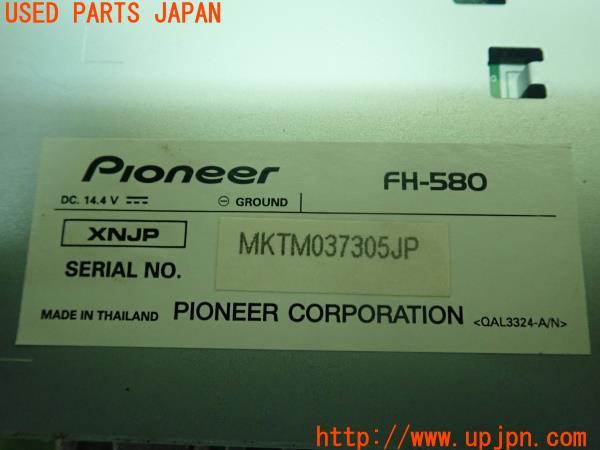 USED PARTS JAPAN
Pioneer
FH-580
DC. 14.4 V
⊖ GROUND
XNJP
SERIAL NO.
MKTM037305JP
MADE IN THAILAND PIONEER CORPORATION <QAL3324-A/N>
http://www.upjpn.com/